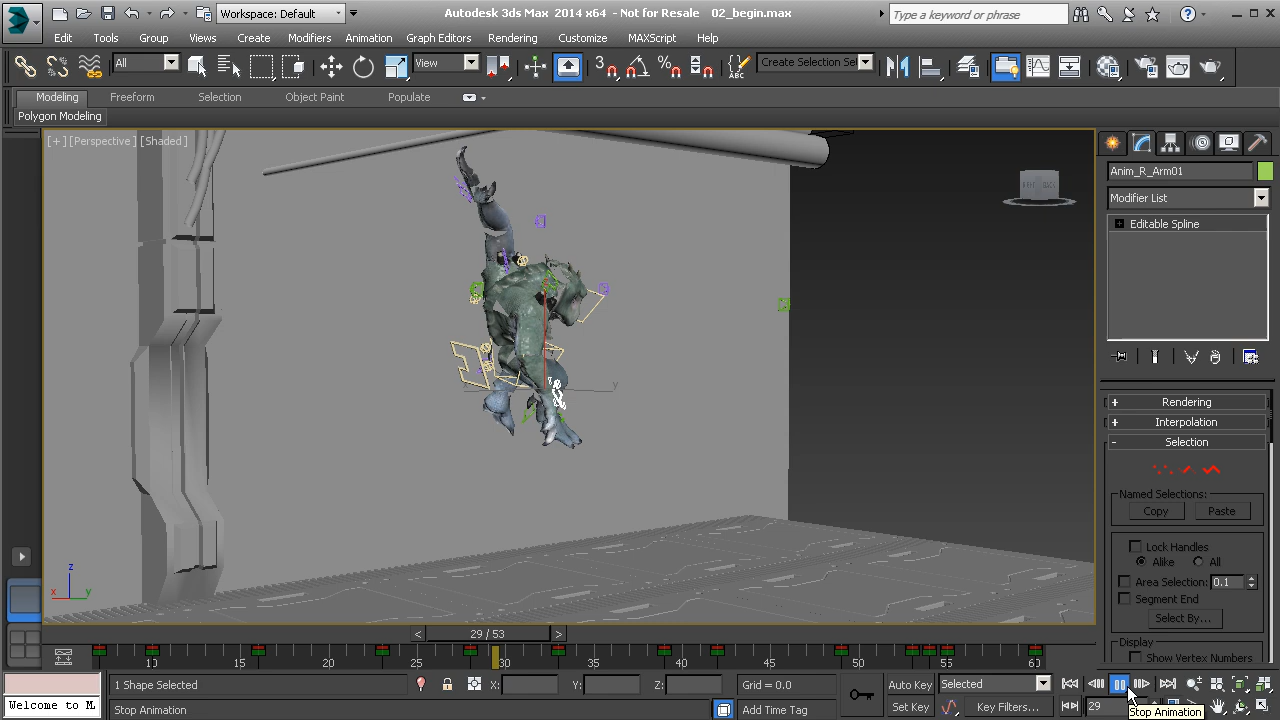 Workspace: Default
Autodesk 3ds Max 2014 x64 - Not for Resale 02_begin.max
Type a keyword or phrase
Edit Tools Group Views Create Modifiers Animation Graph Editors Rendering Customize MAXScript Help
All
View
3
%
ABC
Create Selection Se
Modeling Freeform Selection Object Paint Populate
Polygon Modeling
[+] [Perspective] [Shaded]
Anim_R_Arm01
Modifier List
Editable Spline
+ Rendering
+ Interpolation
- Selection
Named Selections:
Copy Paste
Lock Handles
Alike All
Area Selection: 0.1
Segment End
Select By...
Display
Show Vertex Numbers
y
z
x y
< 29 / 53 >
10 15 20 25 30 35 40 45 50 55 60
1 Shape Selected X: Y: Z: Grid = 0.0 Auto Key Selected
Welcome to M. Stop Animation Add Time Tag Set Key Key Filters... 29
Stop Animation